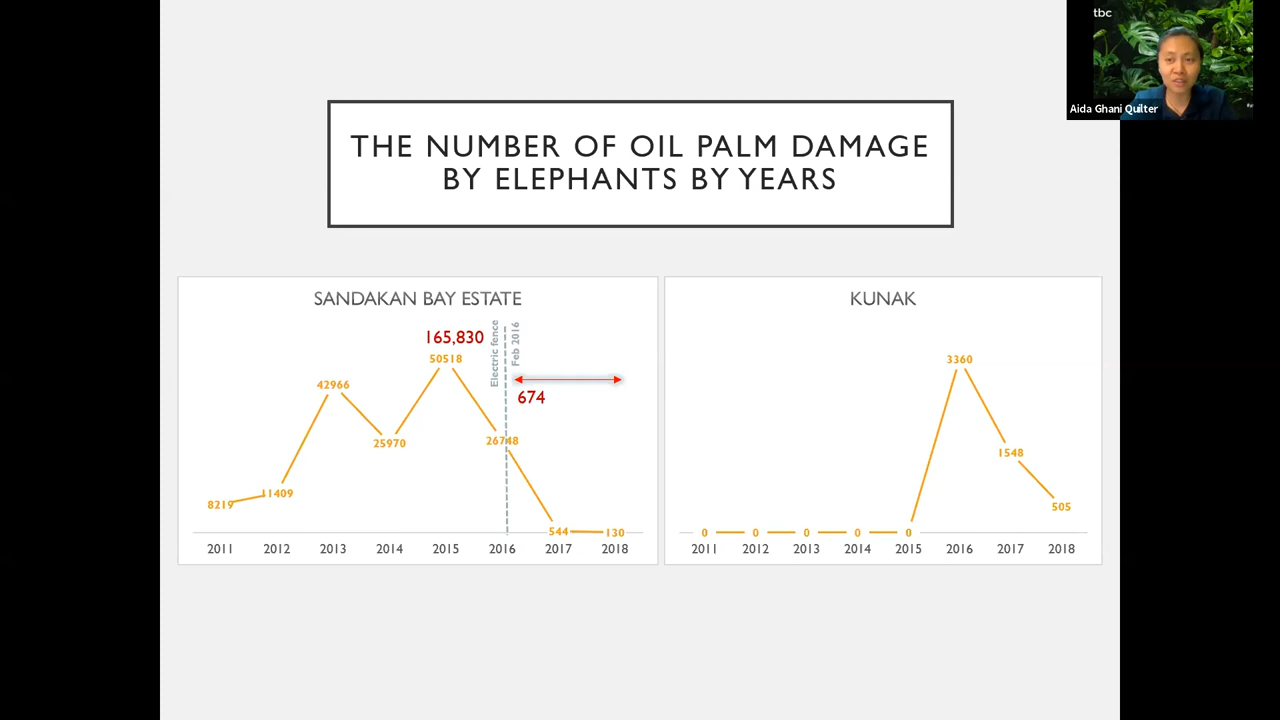 tbc
Aida Ghani Quilter
THE NUMBER OF OIL PALM DAMAGE
BY ELEPHANTS BY YEARS
SANDAKAN BAY ESTATE
165,830
Electric fence
Feb 2016
674
8219
11409
42966
25970
50518
26748
544
130
2011 2012 2013 2014 2015 2016 2017 2018
KUNAK
3360
1548
505
0 0 0 0 0
2011 2012 2013 2014 2015 2016 2017 2018